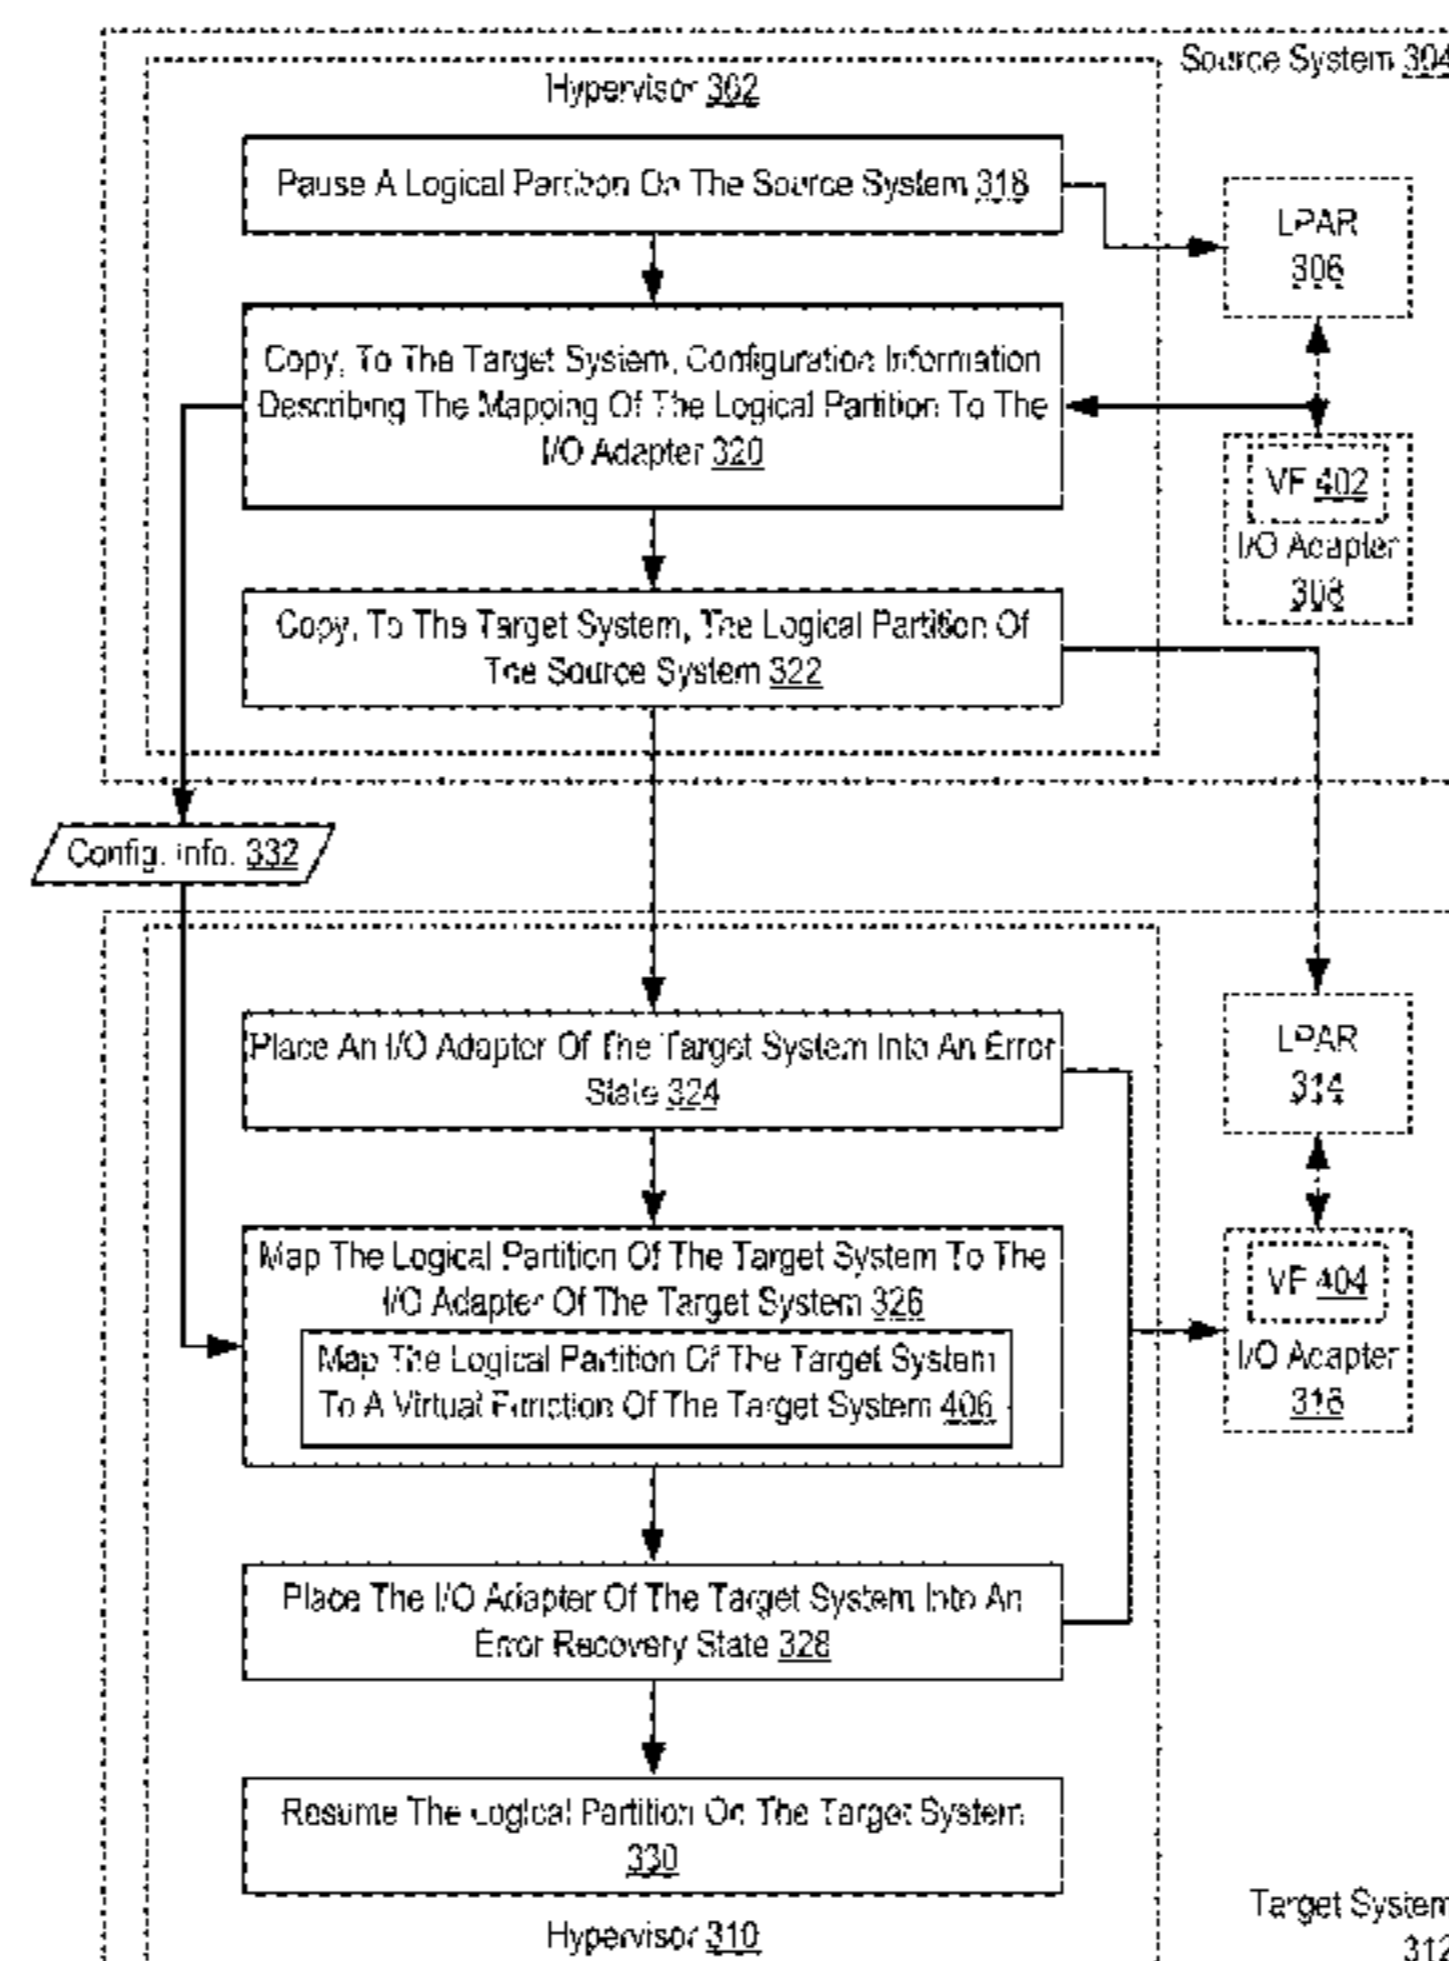 Source System 304
Hypervisor 302
Pause A Logical Partition On The Source System 318
LPAR
306
Copy, To The Target System, Configuration Information
Describing The Mapping Of The Logical Partition To The
I/O Adapter 320
VF 402
I/O Adapter
308
Copy, To The Target System, The Logical Partition Of
The Source System 322
Config. info. 332
Place An I/O Adapter Of The Target System Into An Error
State 324
LPAR
314
Map The Logical Partition Of The Target System To The
I/O Adapter Of The Target System 326
Map The Logical Partition Of The Target System
To A Virtual Function Of The Target System 406
VF 404
I/O Adapter
316
Place The I/O Adapter Of The Target System Into An
Error Recovery State 328
Resume The Logical Partition On The Target System
330
Hypervisor 310
Target System
312